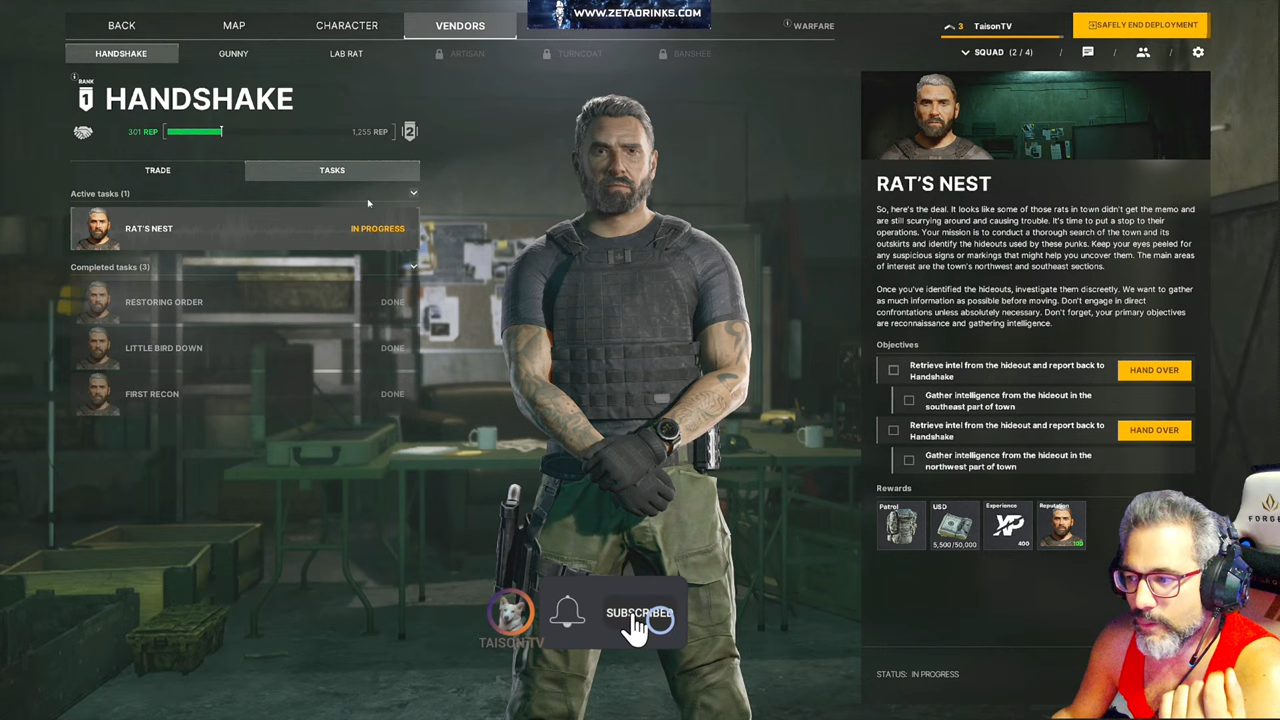 BACK
MAP
CHARACTER
VENDORS
WWW.ZETADRINKS.COM
WARFARE
3 TaisonTV
SAFELY END DEPLOYMENT
HANDSHAKE
GUNNY
LAB RAT
ARTISAN
TURNCOAT
BANSHEE
SQUAD (2 / 4)
RANK
HANDSHAKE
301 REP
1,255 REP
2
TRADE
TASKS
Active tasks (1)
RAT'S NEST
IN PROGRESS
Completed tasks (3)
RESTORING ORDER
DONE
LITTLE BIRD DOWN
DONE
FIRST RECON
DONE
RAT'S NEST
So, here's the deal. It looks like some of those rats in town didn't get the memo and
are still scurrying around and causing trouble. It's time to put a stop to their
operations. Your mission is to conduct a thorough search of the town and its
outskirts and identify the hideouts used by these punks. Keep your eyes peeled for
any suspicious signs or markings that might help you uncover them. The main areas
of interest are the town's northwest and southeast sections.
Once you've identified the hideouts, investigate them discreetly. We want to gather
as much information as possible before moving. Don't engage in direct
confrontations unless absolutely necessary. Don't forget, your primary objectives
are reconnaissance and gathering intelligence.
Objectives
Retrieve intel from the hideout and report back to
Handshake
HAND OVER
Gather intelligence from the hideout in the
southeast part of town
Retrieve intel from the hideout and report back to
Handshake
HAND OVER
Gather intelligence from the hideout in the
northwest part of town
Rewards
Patrol
USD
5,500/50,000
Experience
XP
400
Reputation
100
STATUS: IN PROGRESS
SUBSCRIBED
TAISON TV
FORGE